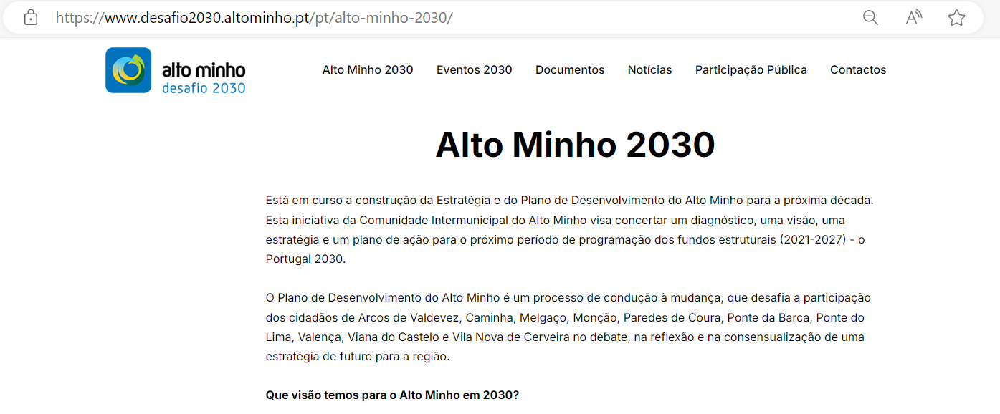 https://www.desafio2030.altominho.pt/pt/alto-minho-2030/
A
alto minho
desafio 2030
Alto Minho 2030 Eventos 2030 Documentos Notícias Participação Pública Contactos
Alto Minho 2030
Está em curso a construção da Estratégia e do Plano de Desenvolvimento do Alto Minho para a próxima década.
Esta iniciativa da Comunidade Intermunicipal do Alto Minho visa concertar um diagnóstico, uma visão, uma
estratégia e um plano de ação para o próximo período de programação dos fundos estruturais (2021-2027) - o
Portugal 2030.
O Plano de Desenvolvimento do Alto Minho é um processo de condução à mudança, que desafia a participação
dos cidadãos de Arcos de Valdevez, Caminha, Melgaço, Monção, Paredes de Coura, Ponte da Barca, Ponte do
Lima, Valença, Viana do Castelo e Vila Nova de Cerveira no debate, na reflexão e na consensualização de uma
estratégia de futuro para a região.
Que visão temos para o Alto Minho em 2030?